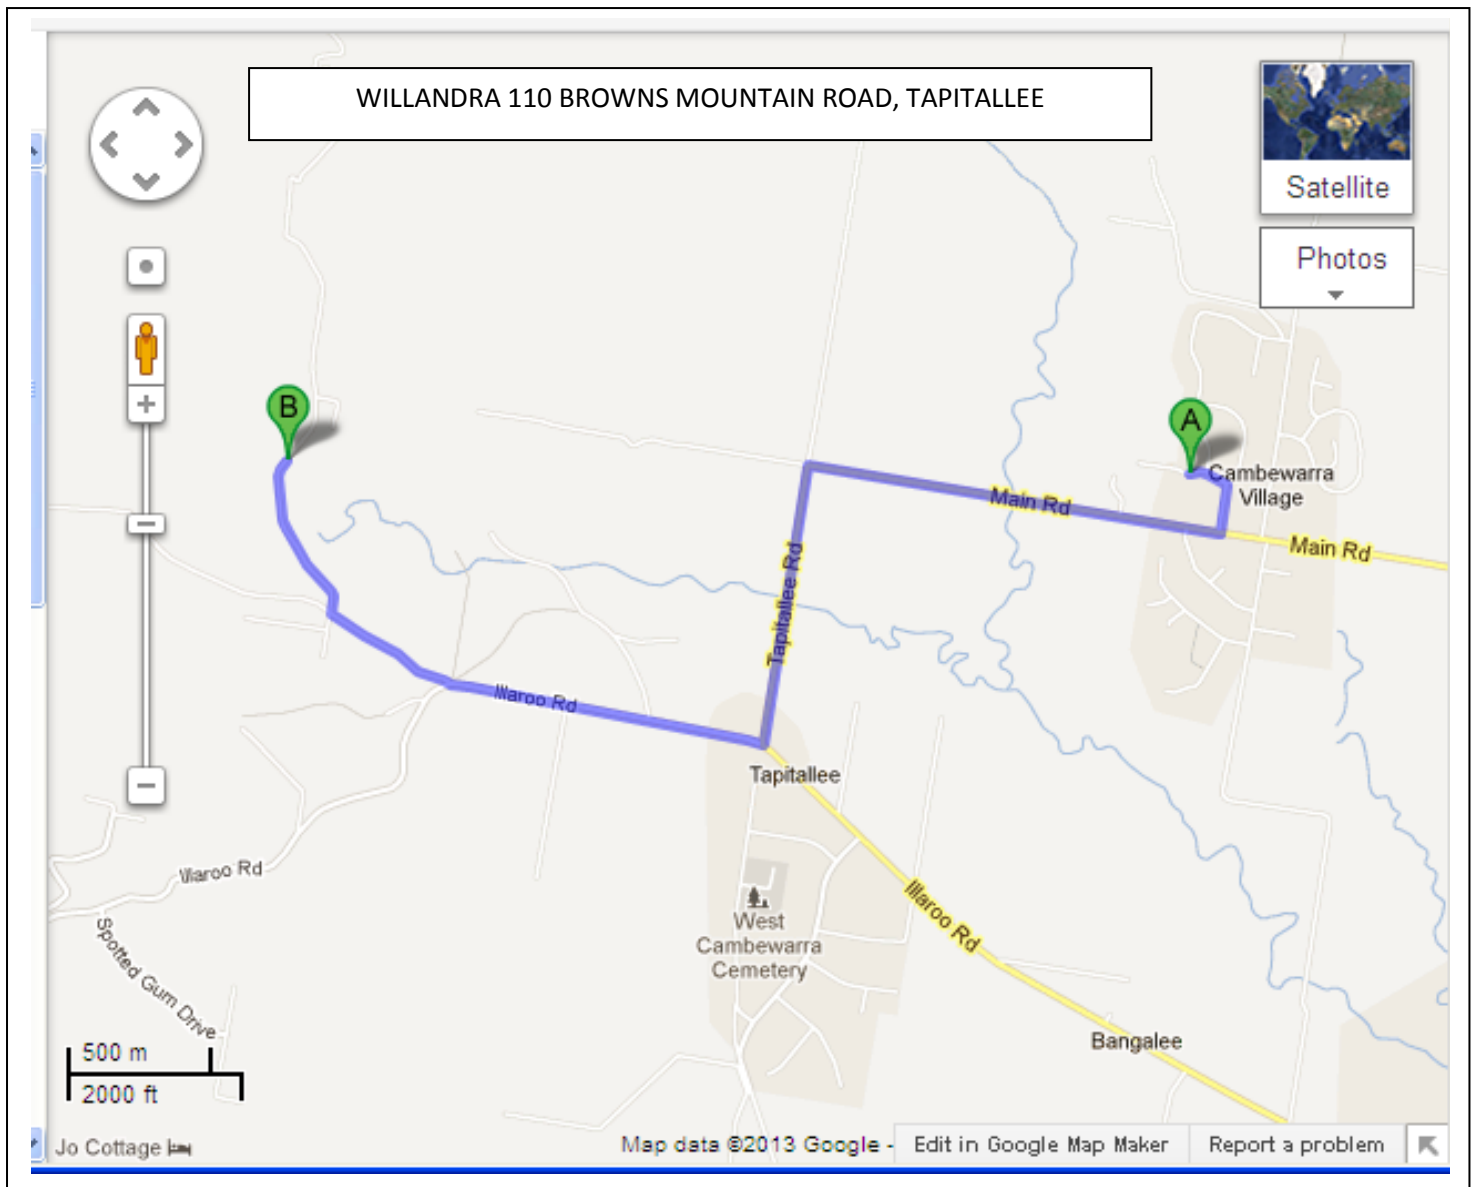 WILLANDRA 110 BROWNS MOUNTAIN ROAD, TAPITALLEE
Satellite
Photos
B
A
Cambewarra
Village
Main Rd
Main Rd
Tapitallee Rd
Illaroo Rd
Tapitallee
Illaroo Rd
Illaroo Rd
West
Cambewarra
Cemetery
Spotted Gum Drive
Bangalee
500 m
2000 ft
Jo Cottage
Map data ©2013 Google -
Edit in Google Map Maker
Report a problem